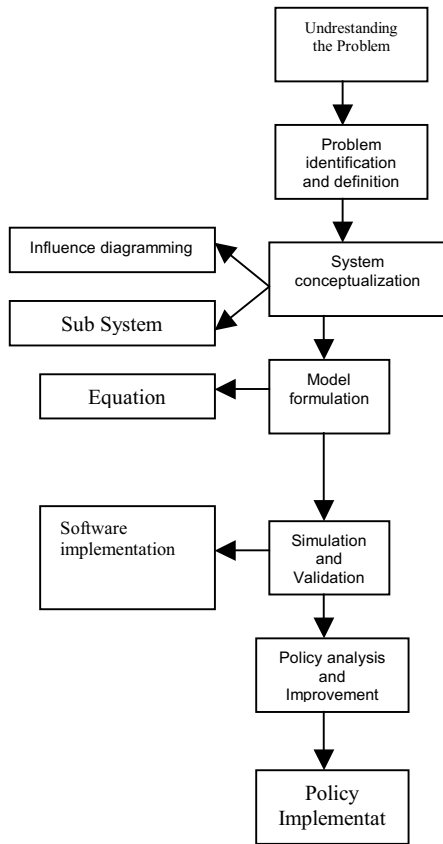 Undrestanding
the Problem
Problem
identification
and definition
Influence diagramming
System
conceptualization
Sub System
Model
formulation
Equation
Software
implementation
Simulation
and
Validation
Policy analysis
and
Improvement
Policy
Implementat